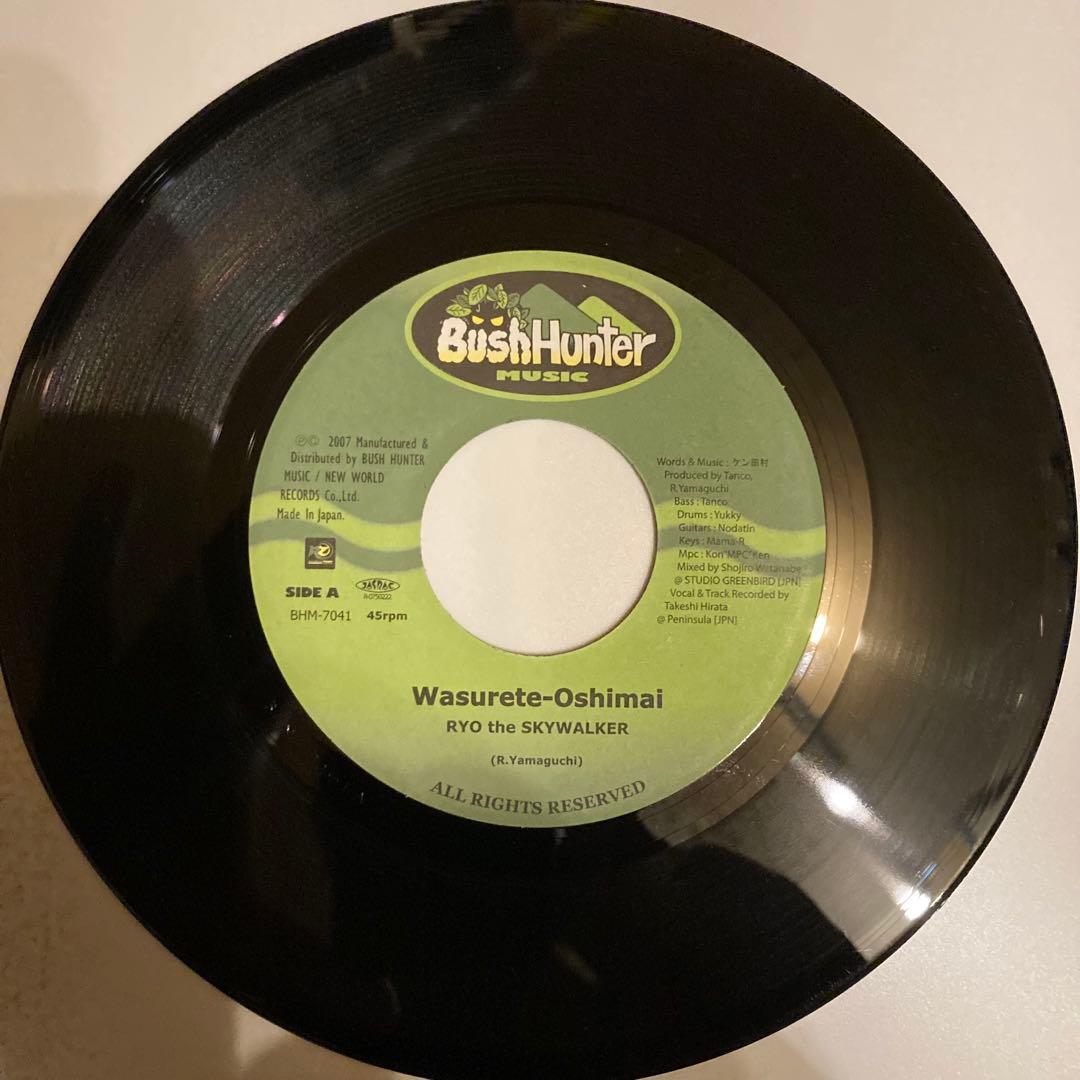 BushHunter
MUSIC
℗© 2007 Manufactured &
Distributed by BUSH HUNTER
MUSIC / NEW WORLD
RECORDS Co.,Ltd.
Made In Japan.
SIDE A
JASRAC
R-0750222
BHM-7041 45rpm
Words & Music : ケン田村
Produced by Tanco,
R.Yamaguchi
Bass : Tanco
Drums : Yukky
Guitars : Nodatin
Keys : Mama-R
Mpc : Kon"MPC"Ken
Mixed by Shojiro Watanabe
@ STUDIO GREENBIRD [JPN]
Vocal & Track Recorded by
Takeshi Hirata
@ Peninsula [JPN]
Wasurete-Oshimai
RYO the SKYWALKER
(R.Yamaguchi)
ALL RIGHTS RESERVED